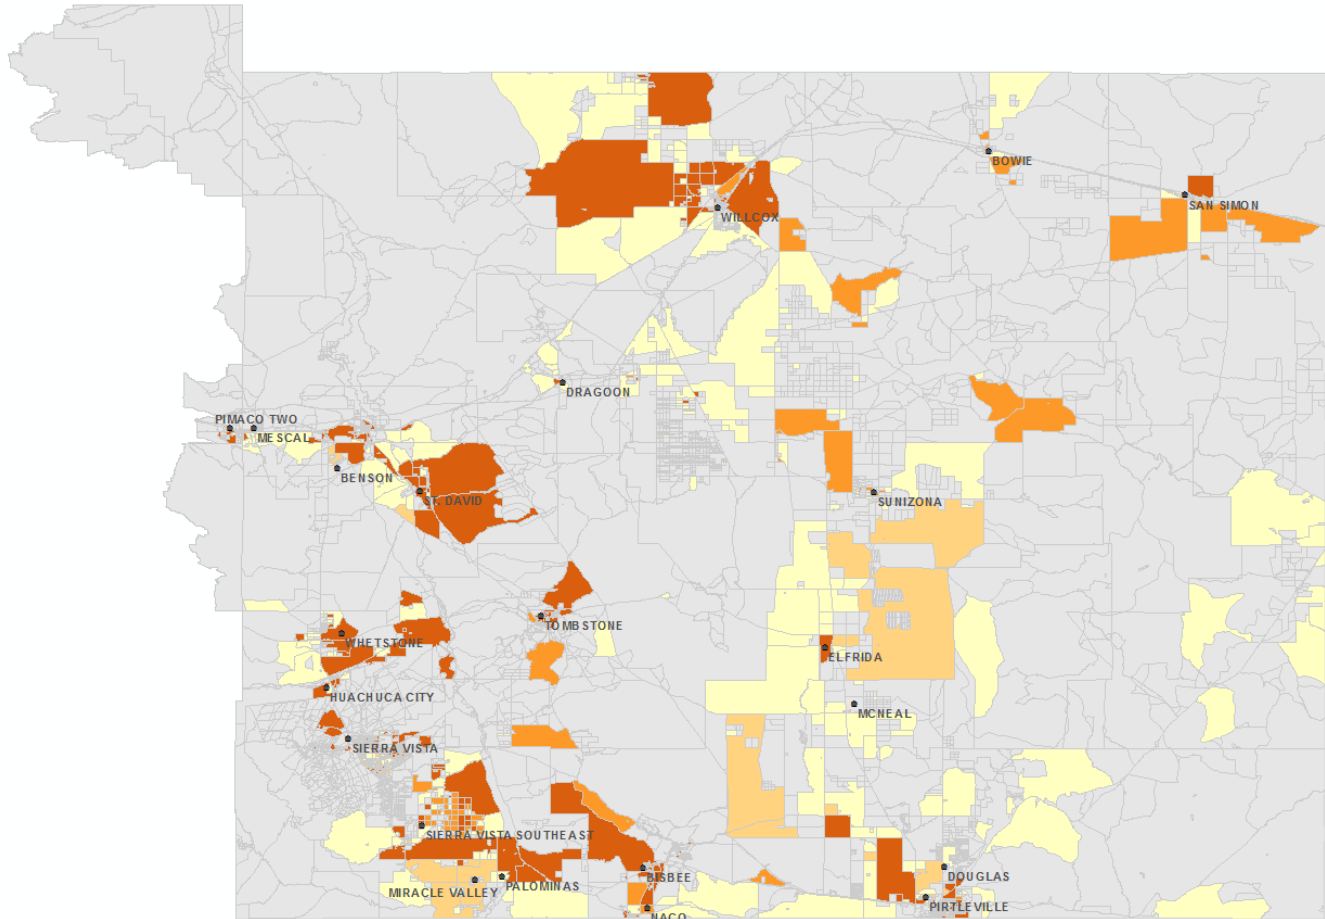 BOWIE
SAN SIMON
WILLCOX
DRAGOON
PIMACO TWO
MESCAL
BENSON
ST. DAVID
SUNIZONA
TOMBSTONE
WHETSTONE
ELFRIDA
HUACHUCA CITY
MCNEAL
SIERRA VISTA
SIERRA VISTA SOUTHEAST
BISBEE
DOUGLAS
PALOMINAS
MIRACLE VALLEY
PIRTLEVILLE
NACO